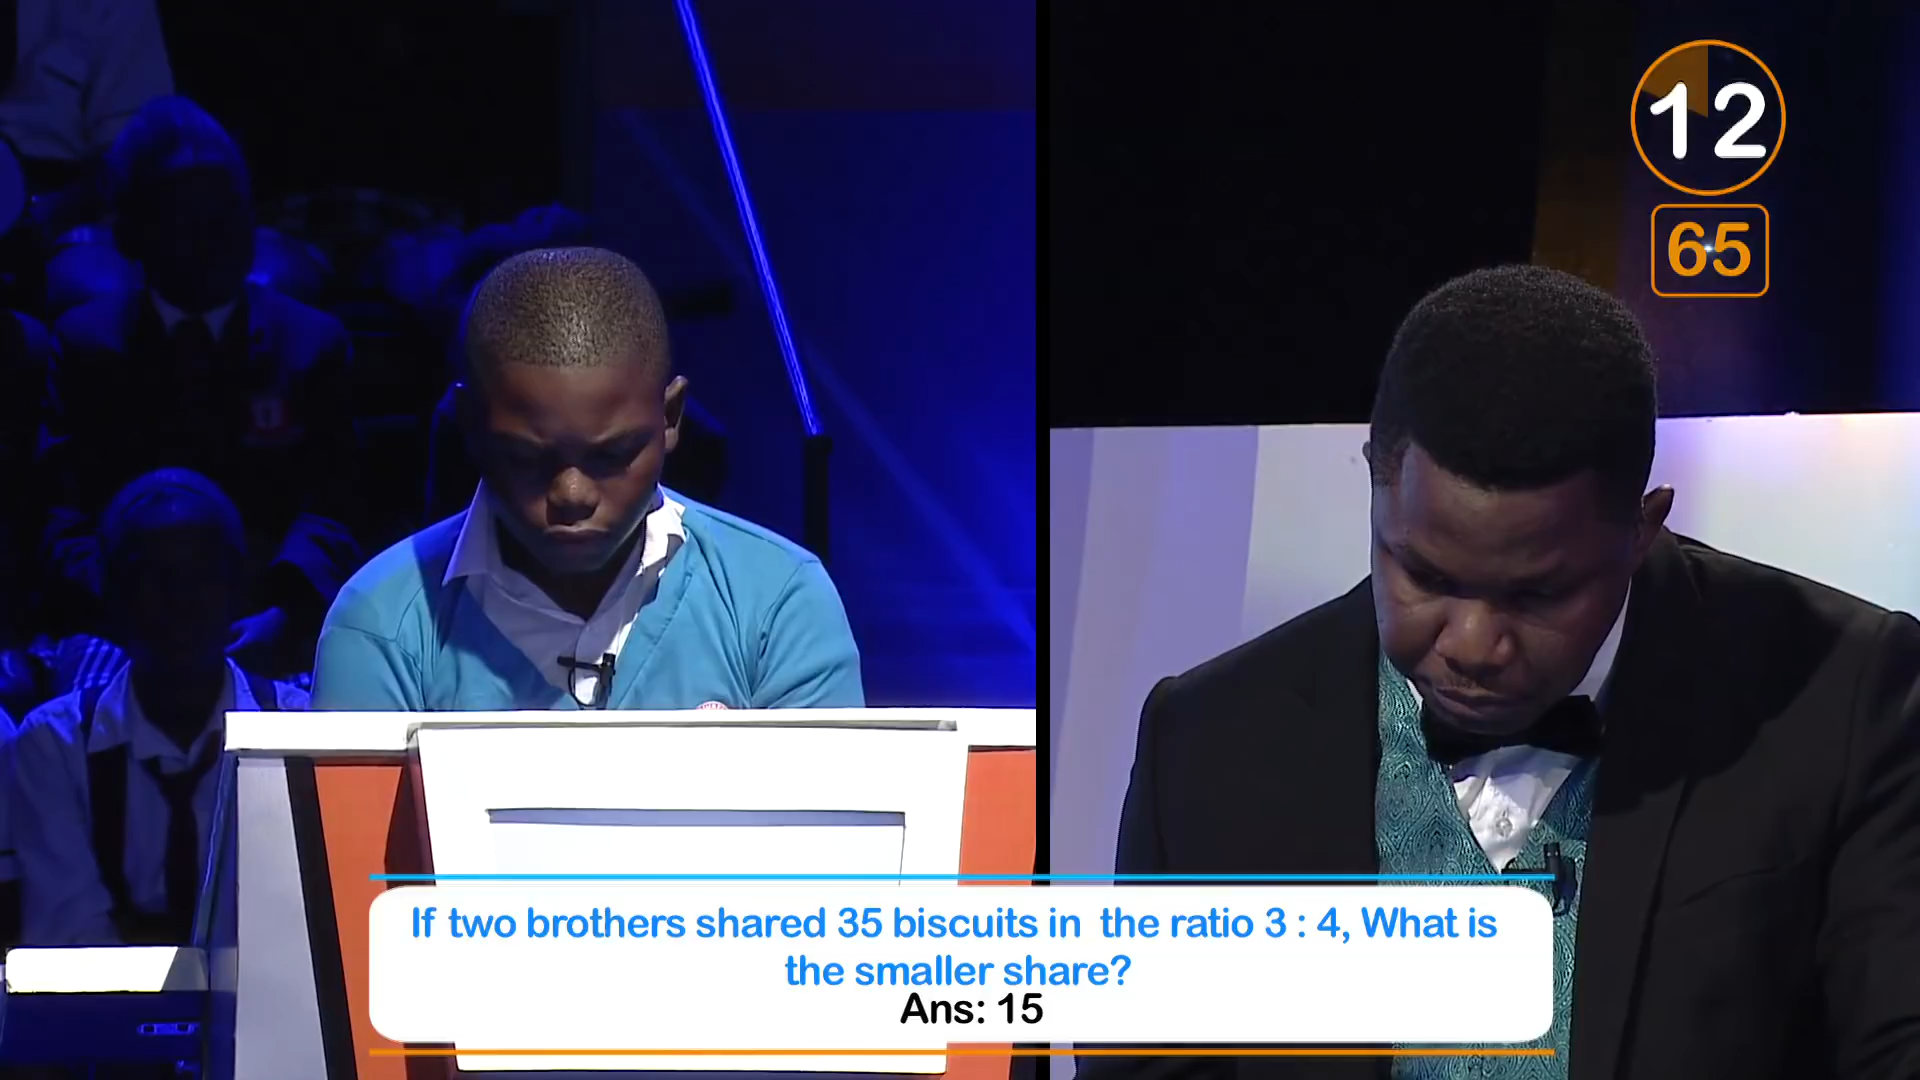 12
65
If two brothers shared 35 biscuits in the ratio 3 : 4, What is
the smaller share?
Ans: 15